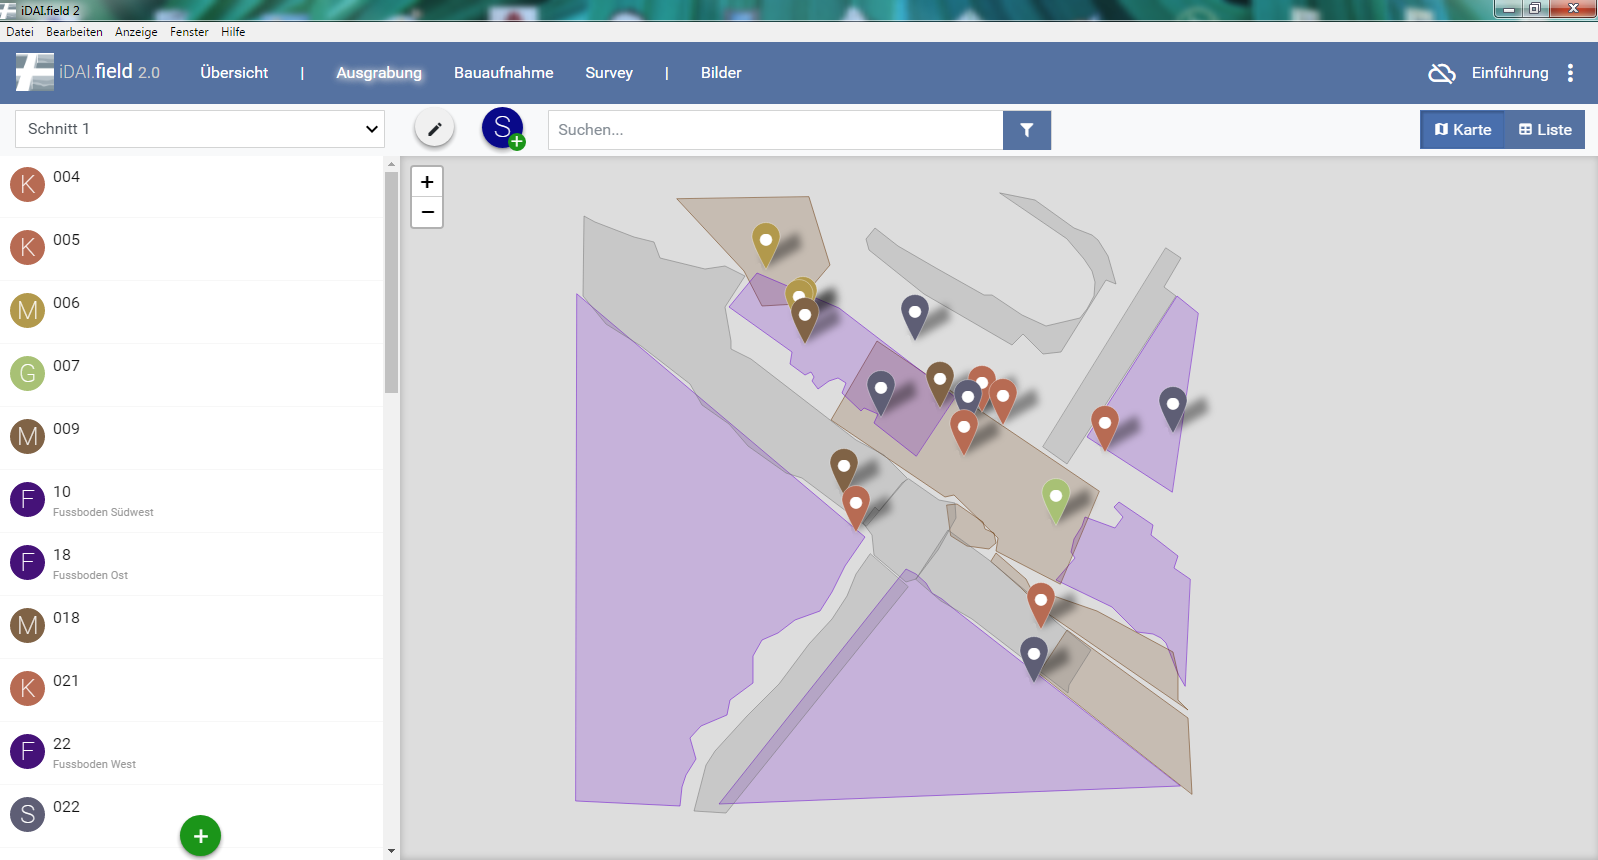 iDAI.field 2
Datei Bearbeiten Anzeige Fenster Hilfe
iDAI.field 2.0 Übersicht | Ausgrabung Bauaufnahme Survey | Bilder Einführung
Schnitt 1 S + Suchen... Karte Liste
+
−
K 004
K 005
M 006
G 007
M 009
F 10
Fussboden Südwest
F 18
Fussboden Ost
M 018
K 021
F 22
Fussboden West
S 022
+